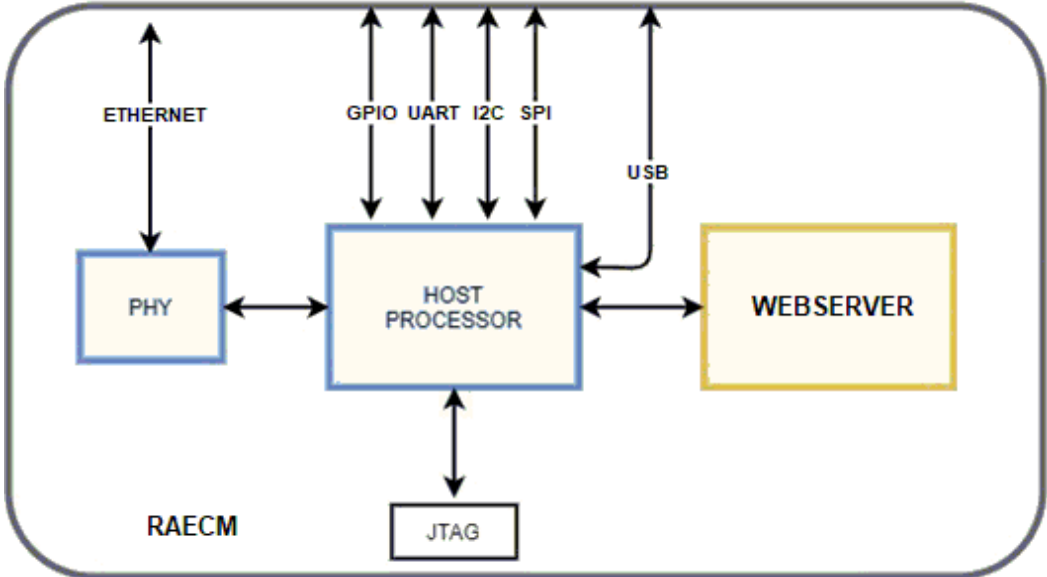 ETHERNET
GPIO UART I2C SPI
USB
PHY
HOST
PROCESSOR
WEBSERVER
JTAG
RAECM